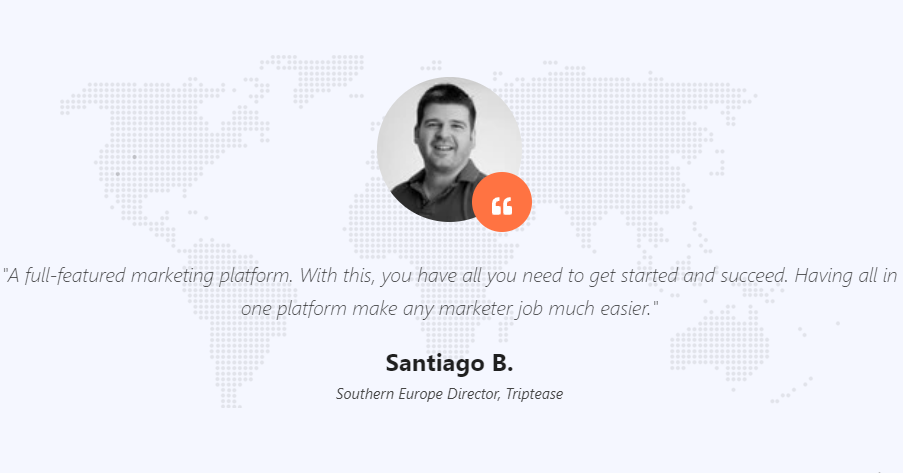 "A full-featured marketing platform. With this, you have all you need to get started and succeed. Having all in
one platform make any marketer job much easier."
Santiago B.
Southern Europe Director, Triptease